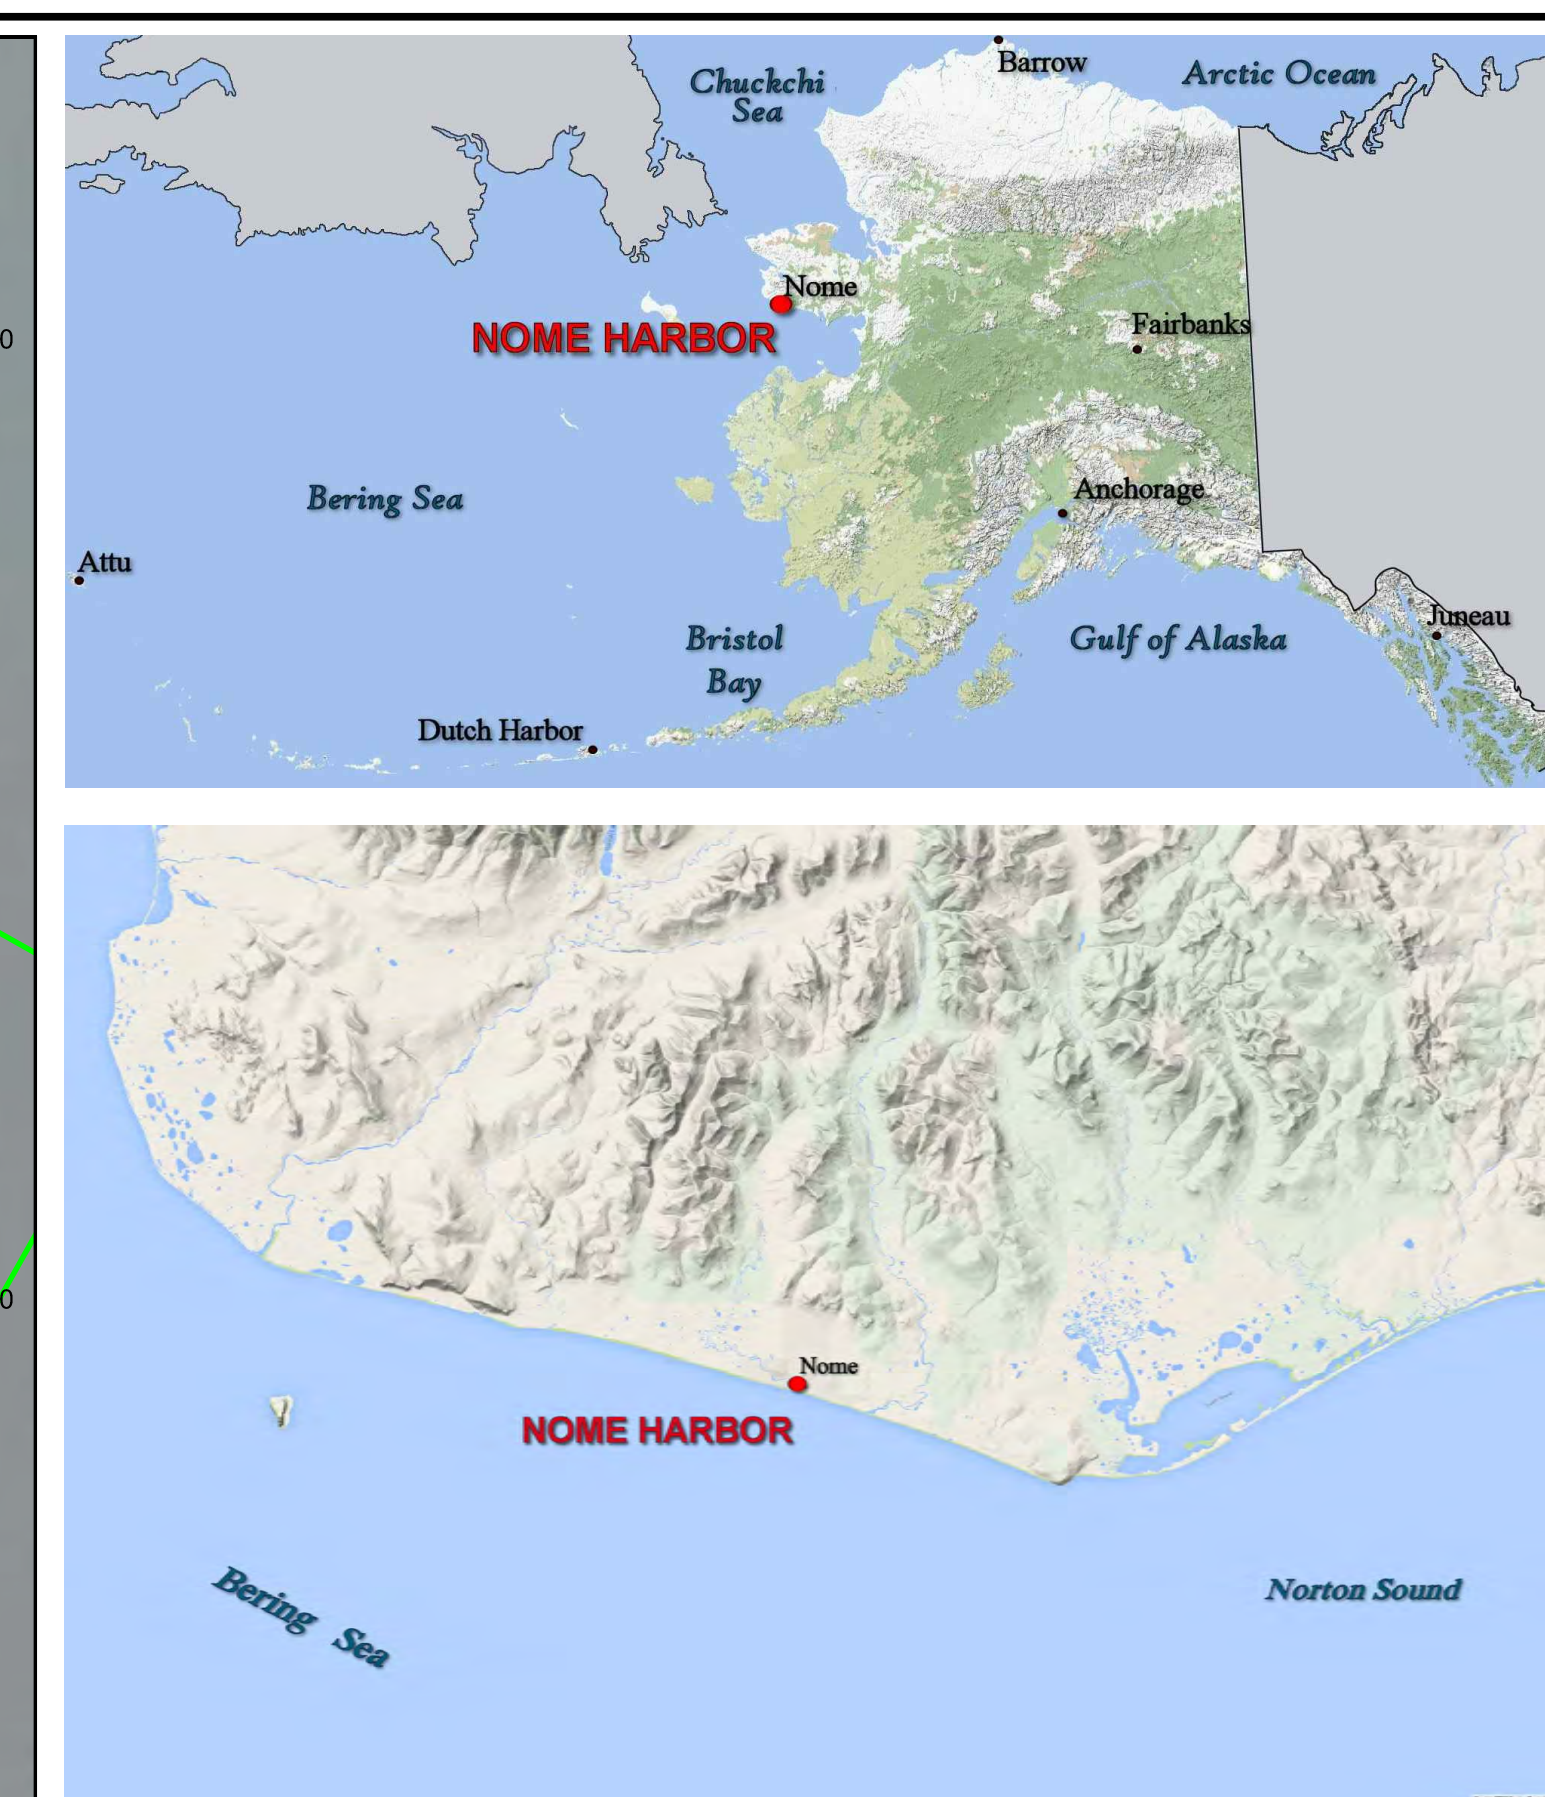 0
0
Chuckchi
Sea
Barrow
Arctic Ocean
Nome
NOME HARBOR
Fairbanks
Bering Sea
Anchorage
Attu
Juneau
Bristol
Bay
Gulf of Alaska
Dutch Harbor
Nome
NOME HARBOR
Bering Sea
Norton Sound